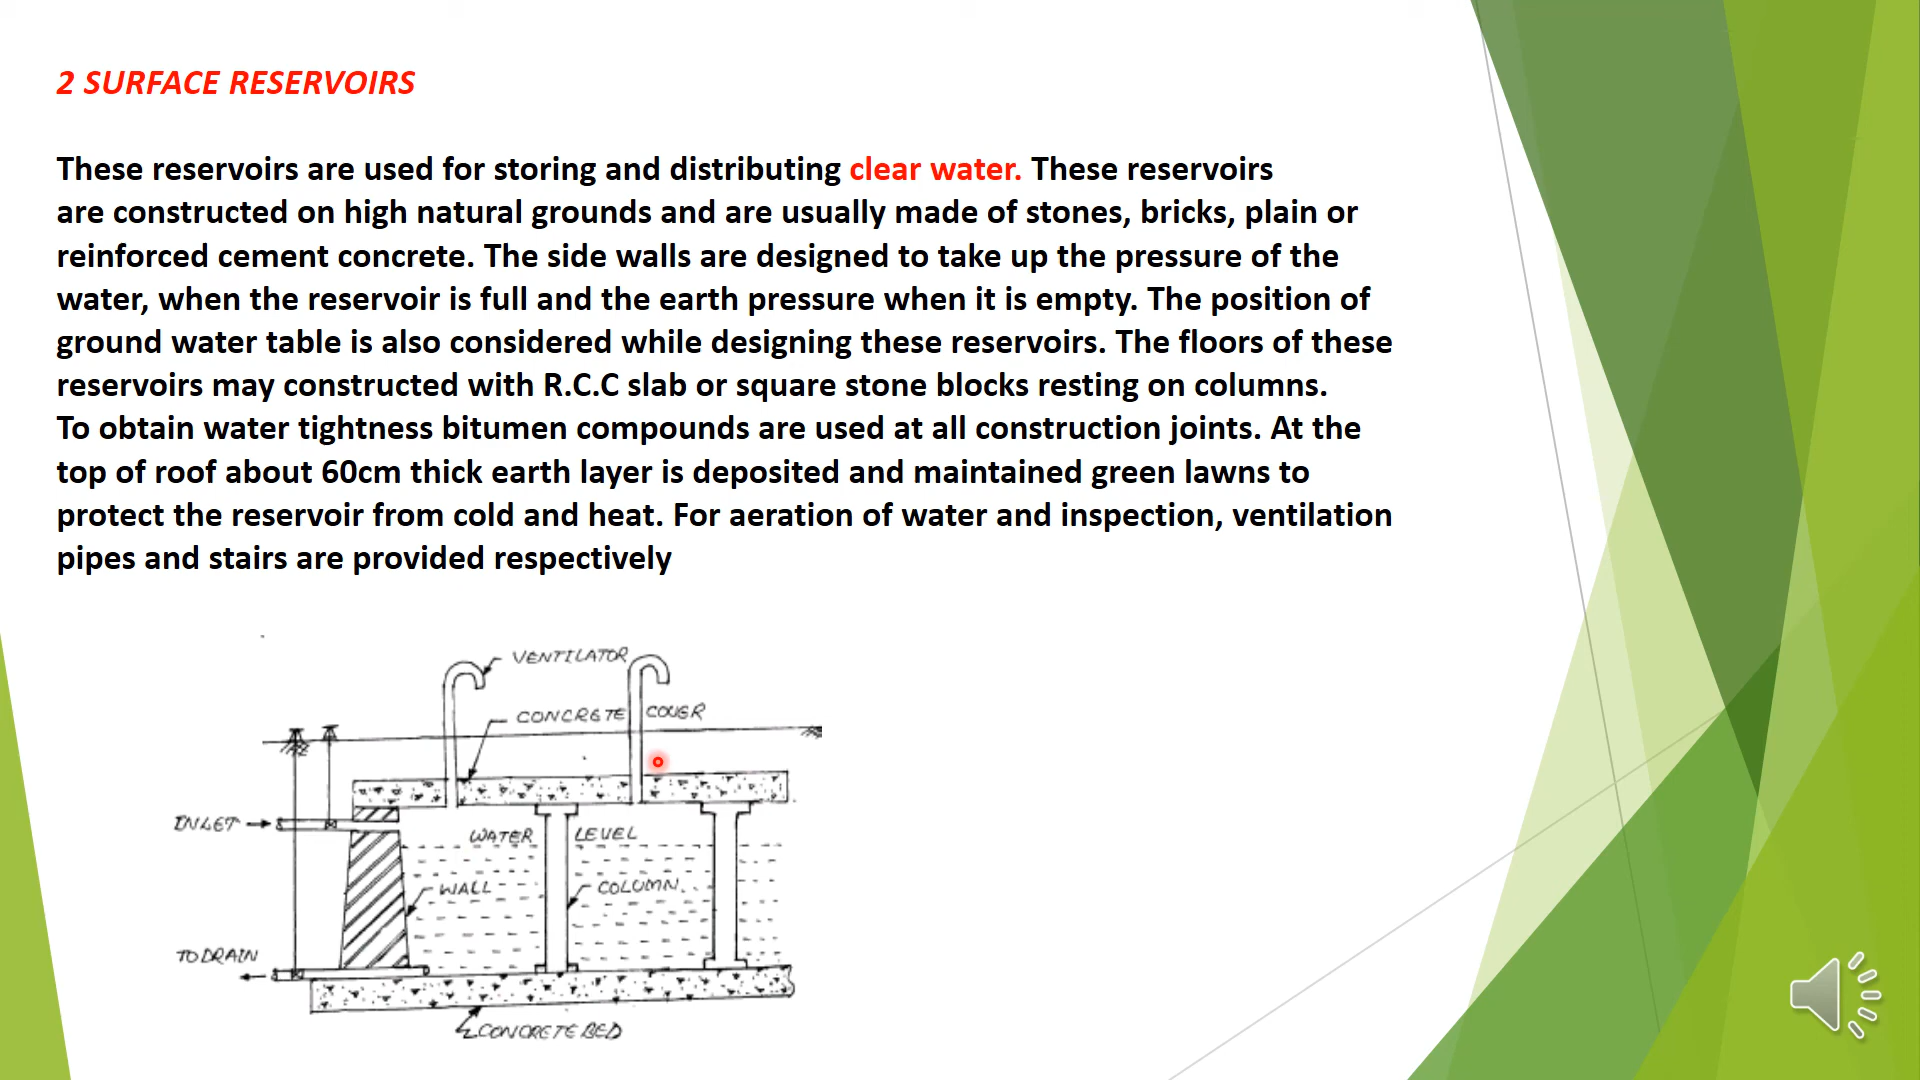 2 SURFACE RESERVOIRS
These reservoirs are used for storing and distributing clear water. These reservoirs
are constructed on high natural grounds and are usually made of stones, bricks, plain or
reinforced cement concrete. The side walls are designed to take up the pressure of the
water, when the reservoir is full and the earth pressure when it is empty. The position of
ground water table is also considered while designing these reservoirs. The floors of these
reservoirs may constructed with R.C.C slab or square stone blocks resting on columns.
To obtain water tightness bitumen compounds are used at all construction joints. At the
top of roof about 60cm thick earth layer is deposited and maintained green lawns to
protect the reservoir from cold and heat. For aeration of water and inspection, ventilation
pipes and stairs are provided respectively
VENTILATOR
CONCRETE COVER
INLET
WATER LEVEL
WALL
COLUMN
TO DRAIN
CONCRETE BED